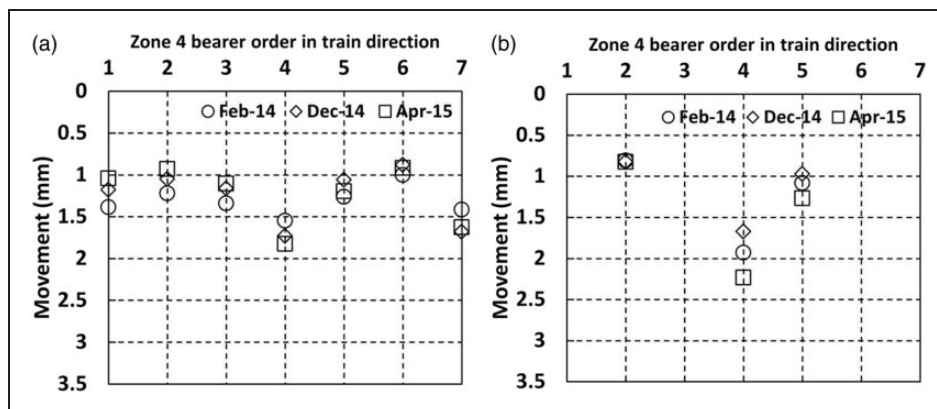 (a)
Zone 4 bearer order in train direction
1 2 3 4 5 6 7
0
Feb-14 Dec-14 Apr-15
0.5
1
1.5
2
2.5
3
3.5
Movement (mm)
(b)
Zone 4 bearer order in train direction
1 2 3 4 5 6 7
0
Feb-14 Dec-14 Apr-15
0.5
1
1.5
2
2.5
3
3.5
Movement (mm)